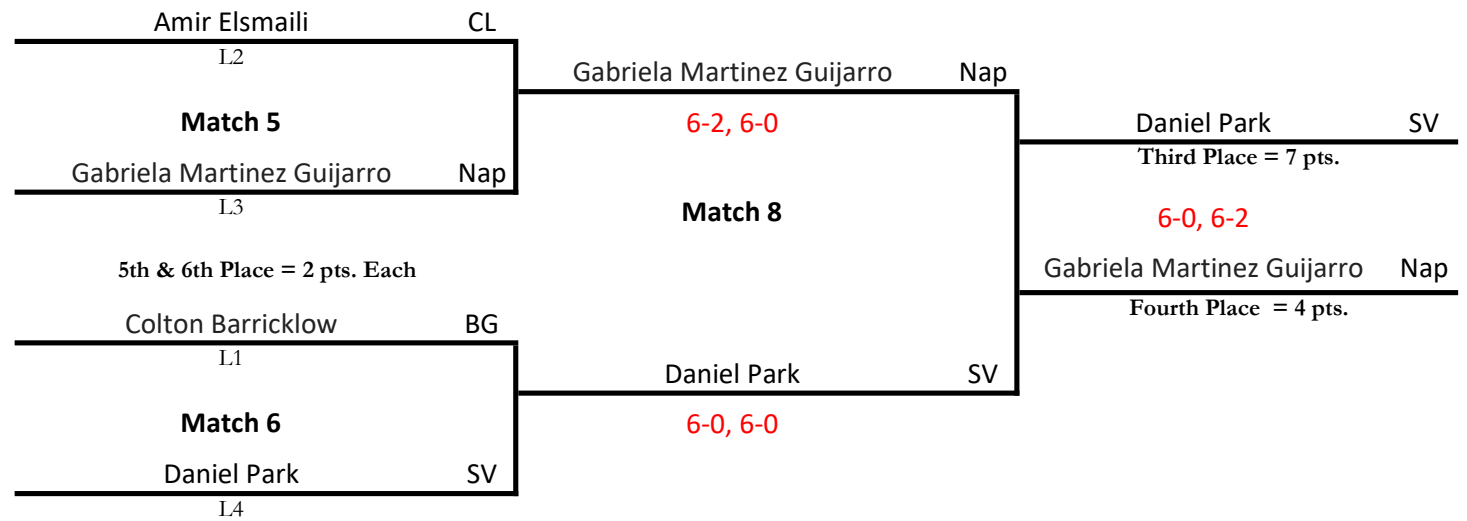 Amir Elsmaili CL
L2
Gabriela Martinez Guijarro Nap
Match 5
6-2, 6-0
Daniel Park SV
Third Place = 7 pts.
Gabriela Martinez Guijarro Nap
L3
Match 8
6-0, 6-2
5th & 6th Place = 2 pts. Each
Gabriela Martinez Guijarro Nap
Fourth Place = 4 pts.
Colton Barricklow BG
L1
Daniel Park SV
Match 6
6-0, 6-0
Daniel Park SV
L4